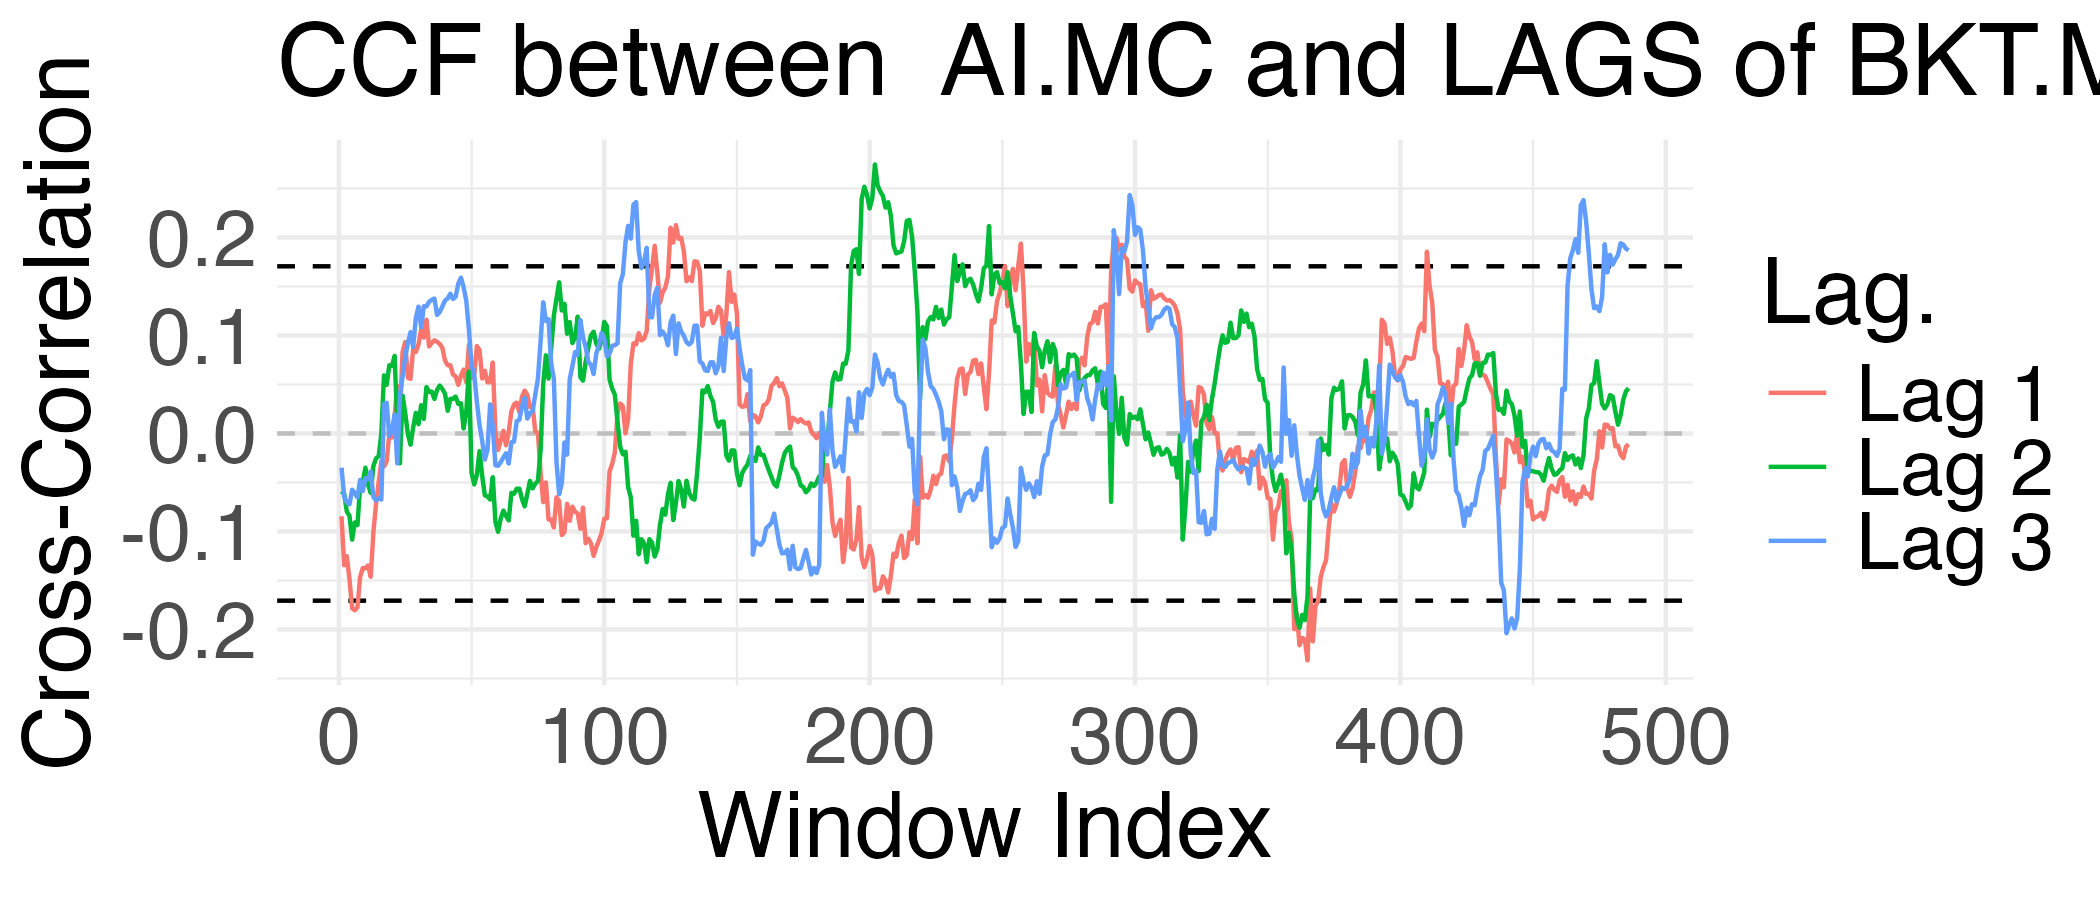 CCF between  AI.MC and LAGS of BKT.M
Cross-Correlation
0.2
0.1
0.0
-0.1
-0.2
0
100
200
300
400
500
Window Index
Lag.
Lag 1
Lag 2
Lag 3